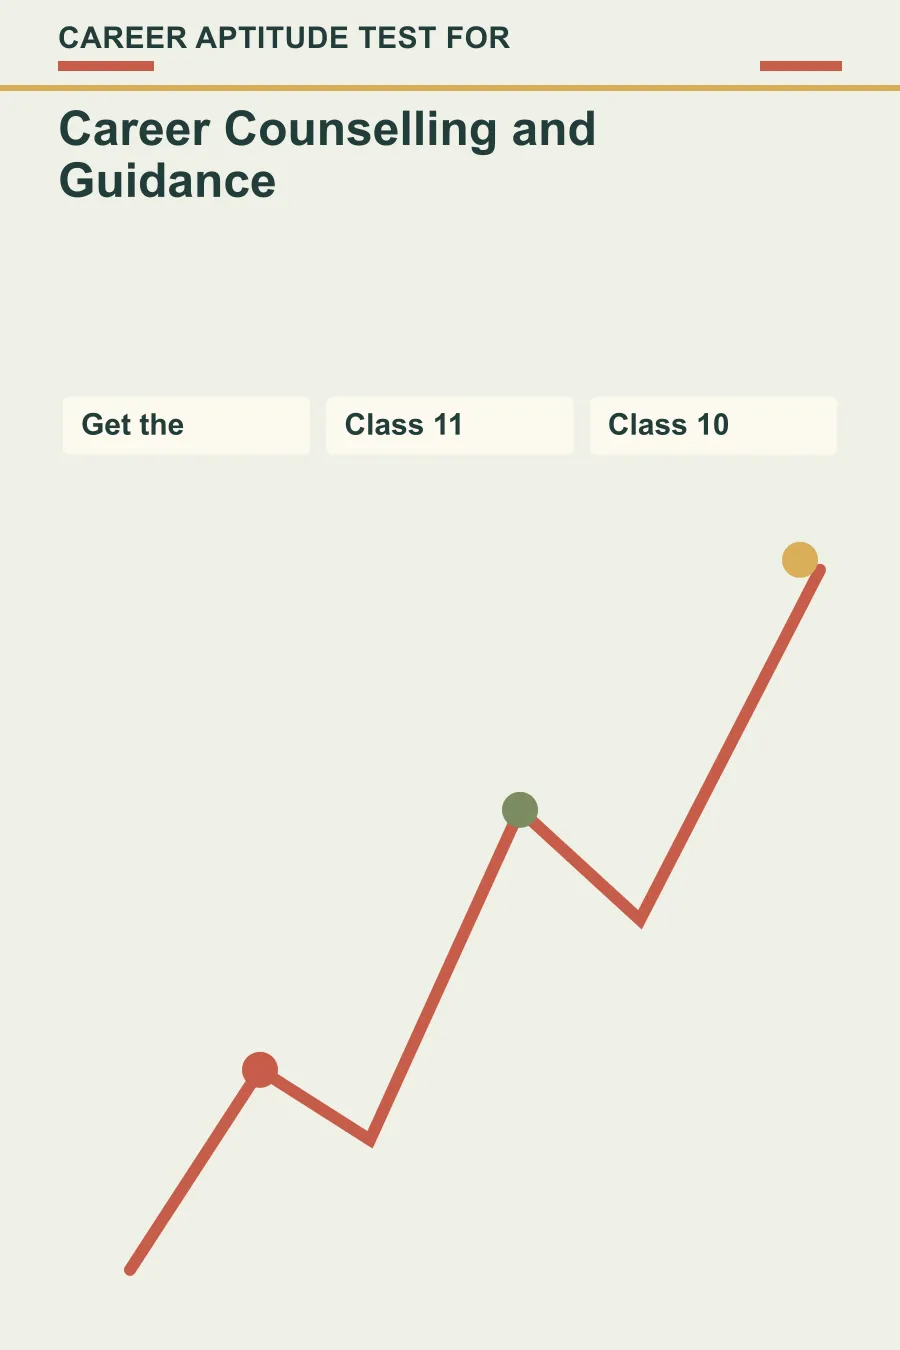 CAREER APTITUDE TEST FOR
Career Counselling and
Guidance
Get the
Class 11
Class 10